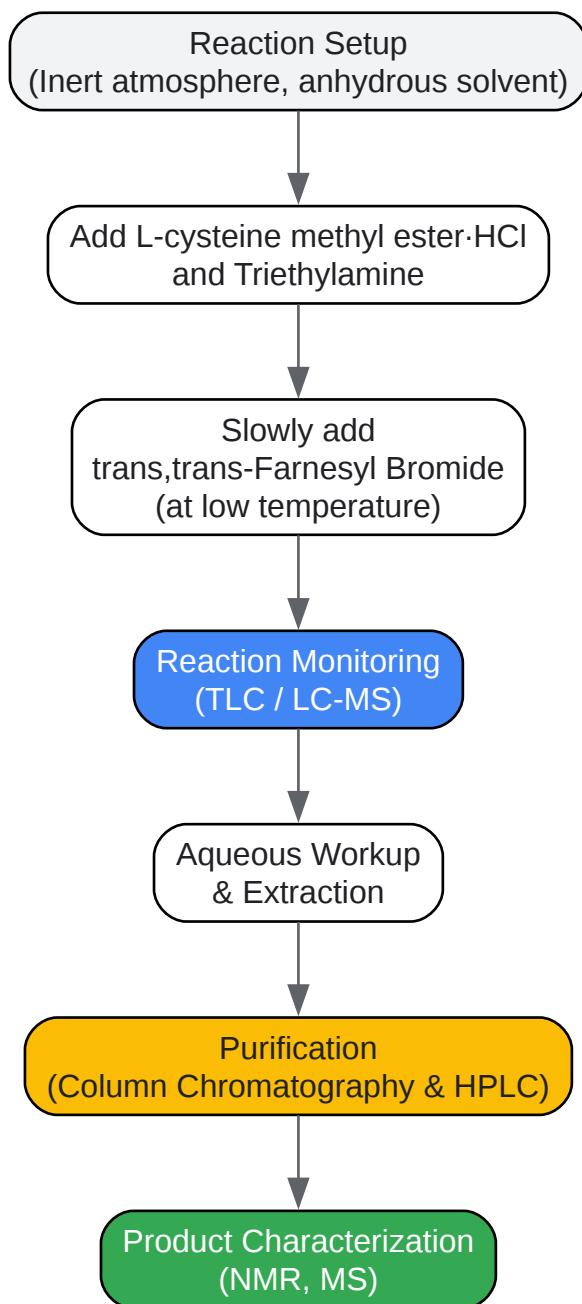 Reaction Setup
(Inert atmosphere, anhydrous solvent)
Add L-cysteine methyl ester·HCl
and Triethylamine
Slowly add
trans,trans-Farnesyl Bromide
(at low temperature)
Reaction Monitoring
(TLC / LC-MS)
Aqueous Workup
& Extraction
Purification
(Column Chromatography & HPLC)
Product Characterization
(NMR, MS)